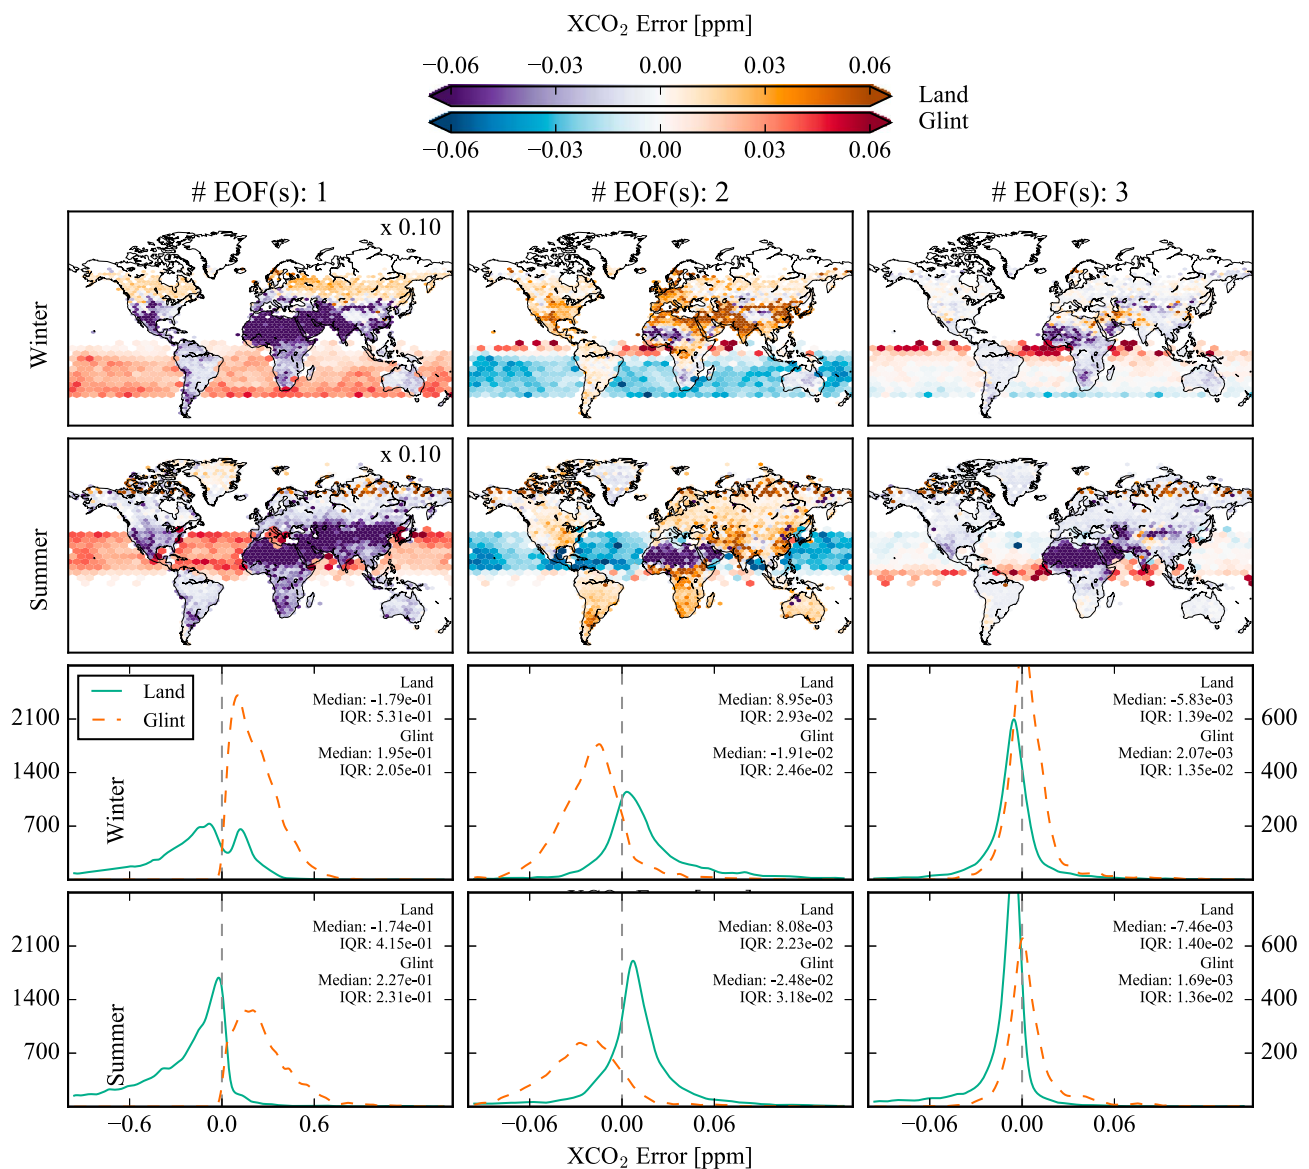 XCO₂ Error [ppm]
−0.06 −0.03 0.00 0.03 0.06
Land
Glint
−0.06 −0.03 0.00 0.03 0.06
# EOF(s): 1 # EOF(s): 2 # EOF(s): 3
Winter
x 0.10
Summer
x 0.10
Land
Glint
Land
Median: -1.79e-01
IQR: 5.31e-01
Glint
Median: 1.95e-01
IQR: 2.05e-01
Land
Median: 8.95e-03
IQR: 2.93e-02
Glint
Median: -1.91e-02
IQR: 2.46e-02
Land
Median: -5.83e-03
IQR: 1.39e-02
Glint
Median: 2.07e-03
IQR: 1.35e-02
2100
1400
700
Winter
600
400
200
XCO₂ Error [ppm]
Land
Median: -1.74e-01
IQR: 4.15e-01
Glint
Median: 2.27e-01
IQR: 2.31e-01
Land
Median: 8.08e-03
IQR: 2.23e-02
Glint
Median: -2.48e-02
IQR: 3.18e-02
Land
Median: -7.46e-03
IQR: 1.40e-02
Glint
Median: 1.69e-03
IQR: 1.36e-02
2100
1400
700
Summer
600
400
200
−0.6 0.0 0.6 −0.06 0.00 0.06 −0.06 0.00 0.06
XCO₂ Error [ppm]